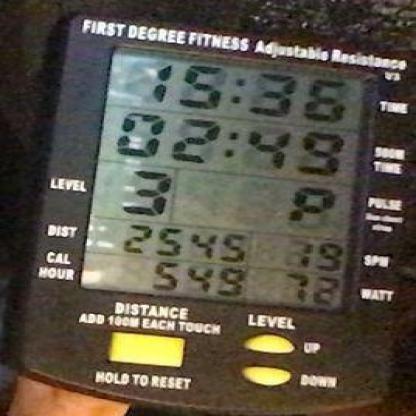 FIRST DEGREE FITNESS Adjustable Resistance
15:36 TIME
02:49 500M TIME
LEVEL 3 P PULSE
DIST 2545 19 SPM
CAL HOUR 549 72 WATT
DISTANCE
ADD 100M EACH TOUCH
HOLD TO RESET
LEVEL
UP
DOWN